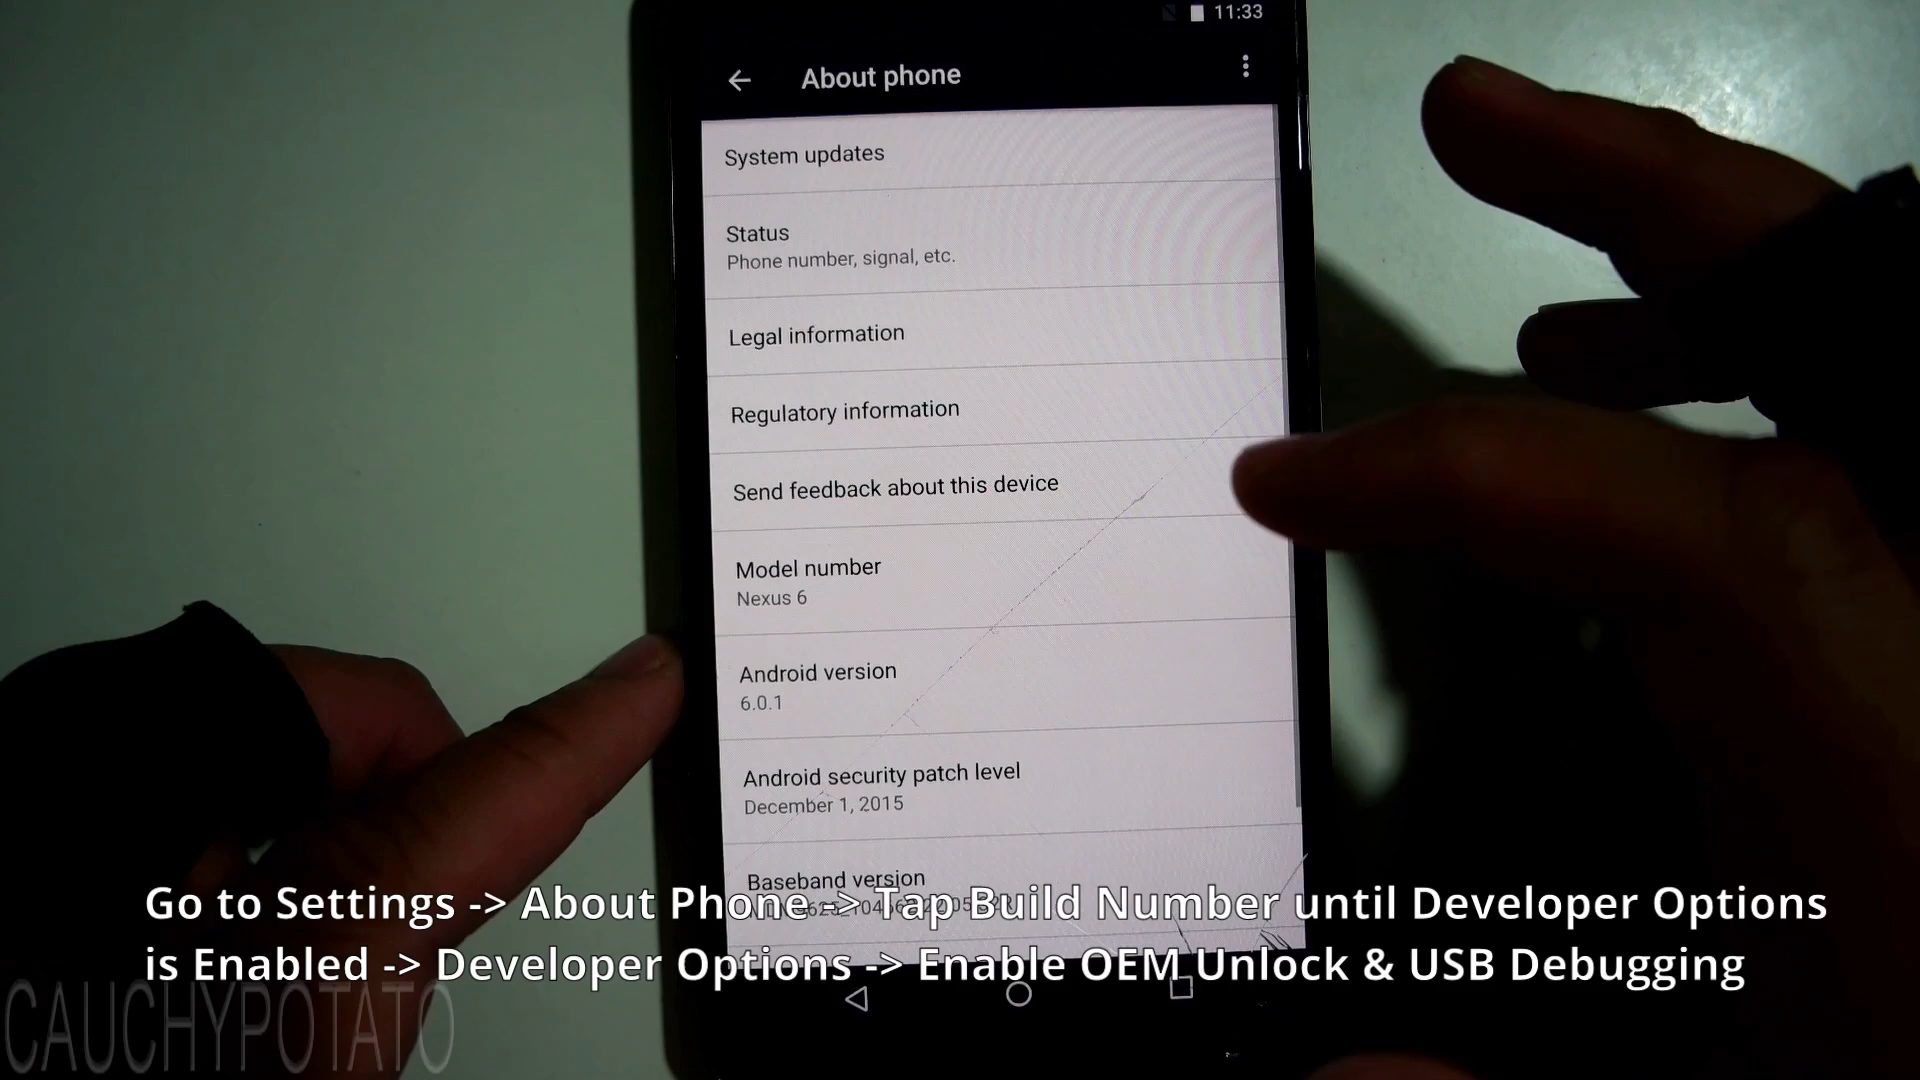 11:33
About phone
System updates
Status
Phone number, signal, etc.
Legal information
Regulatory information
Send feedback about this device
Model number
Nexus 6
Android version
6.0.1
Android security patch level
December 1, 2015
Baseband version
Go to Settings -> About Phone -> Tap Build Number until Developer Options
is Enabled -> Developer Options -> Enable OEM Unlock & USB Debugging
CAUCHYPOTATO